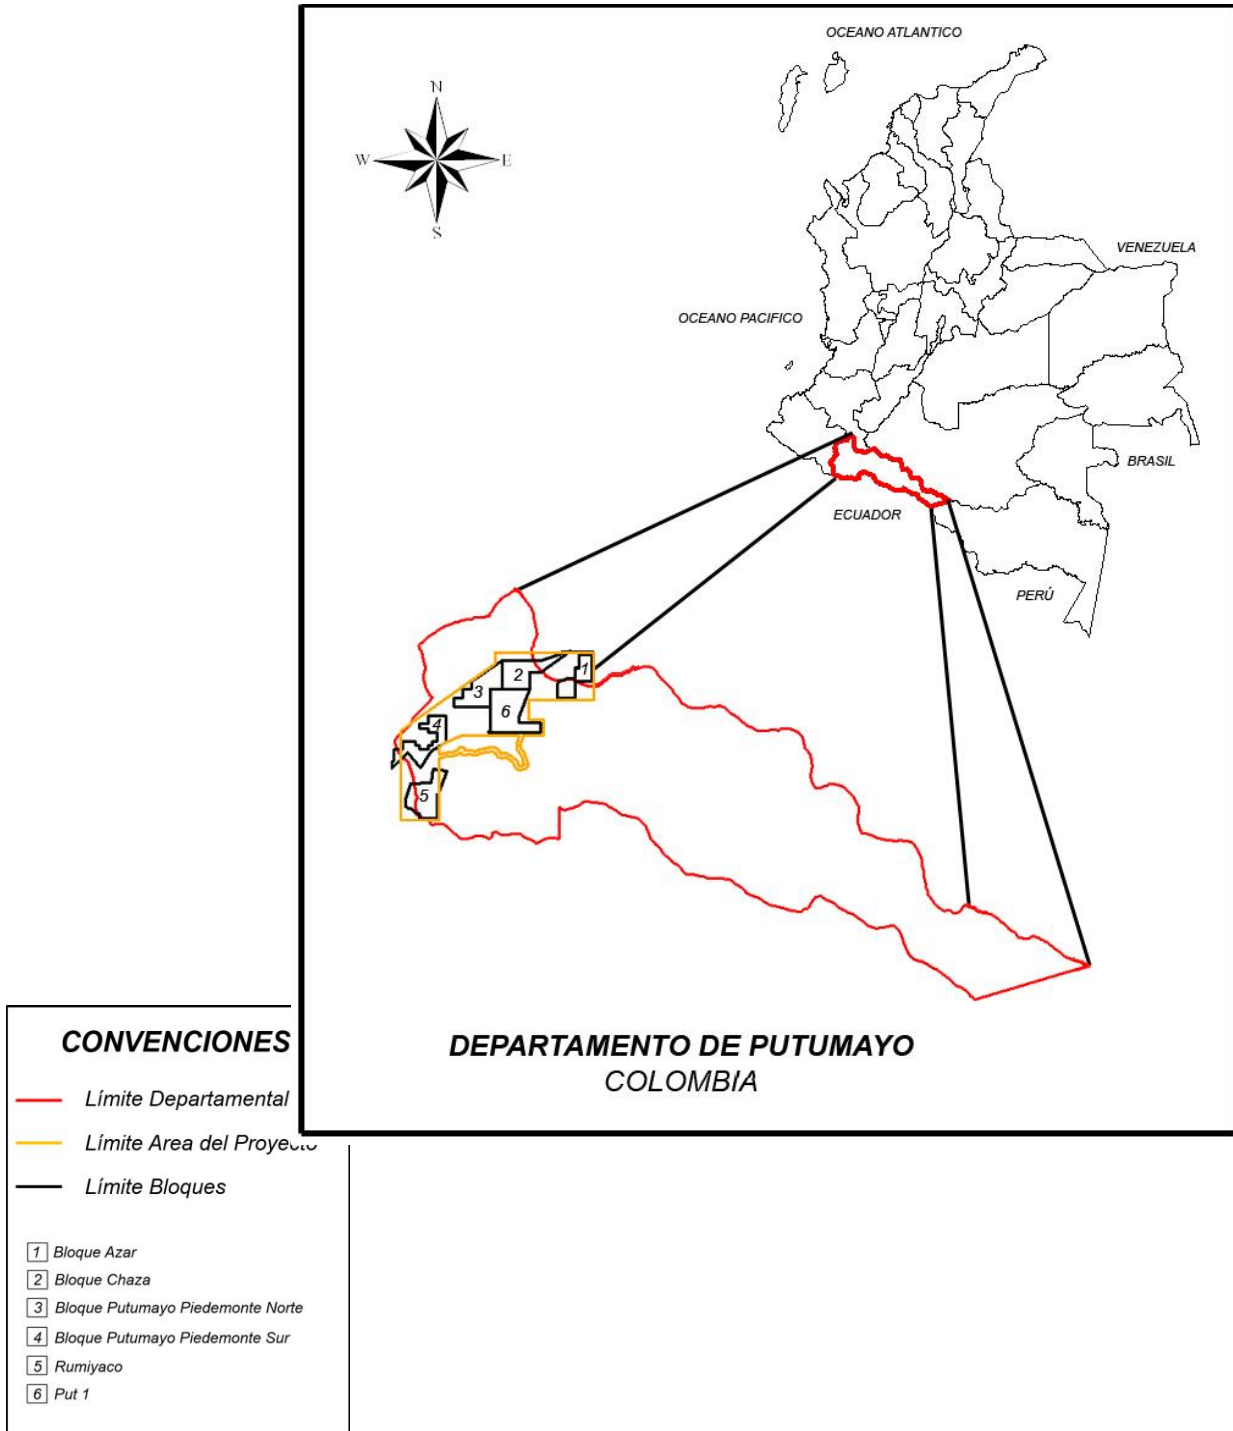 OCEANO ATLANTICO
N
W
E
S
VENEZUELA
OCEANO PACIFICO
BRASIL
ECUADOR
PERÚ
1
2
3
6
4
5
DEPARTAMENTO DE PUTUMAYO
COLOMBIA
CONVENCIONES
Límite Departamental
Límite Area del Proyecto
Límite Bloques
1 Bloque Azar
2 Bloque Chaza
3 Bloque Putumayo Piedemonte Norte
4 Bloque Putumayo Piedemonte Sur
5 Rumiyaco
6 Put 1